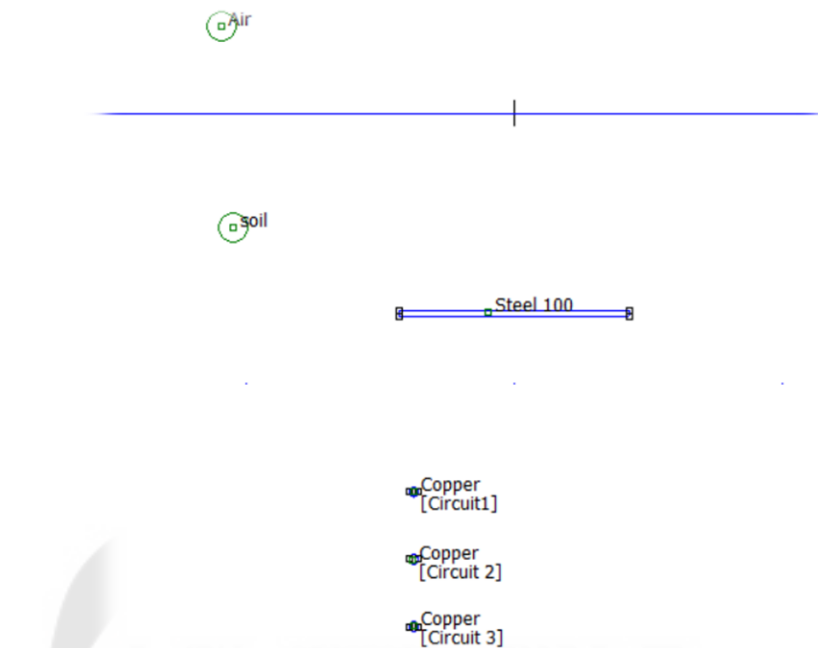 Air
soil
Steel 100
Copper
[Circuit1]
Copper
[Circuit 2]
Copper
[Circuit 3]